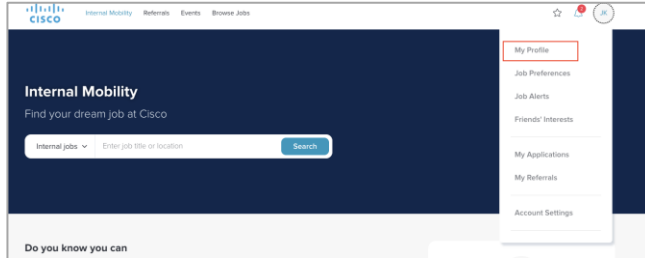 CISCO
Internal Mobility Referrals Events Browse Jobs
JK
My Profile
Job Preferences
Job Alerts
Friends' Interests
My Applications
My Referrals
Account Settings
Internal Mobility
Find your dream job at Cisco
Internal jobs Enter job title or location Search
Do you know you can